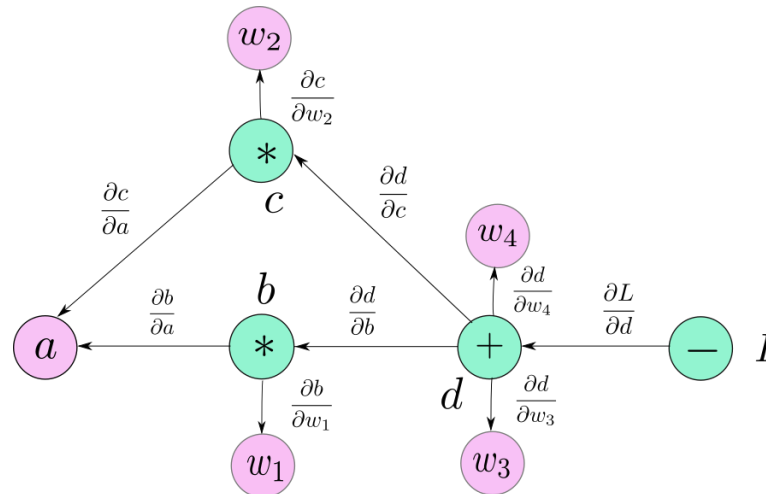 w₂
∂c/∂w₂
*
c
∂c/∂a
∂d/∂c
w₄
b
∂b/∂a
∂d/∂b
∂d/∂w₄
∂L/∂d
a
*
+
−
d
∂b/∂w₁
∂d/∂w₃
w₁
w₃